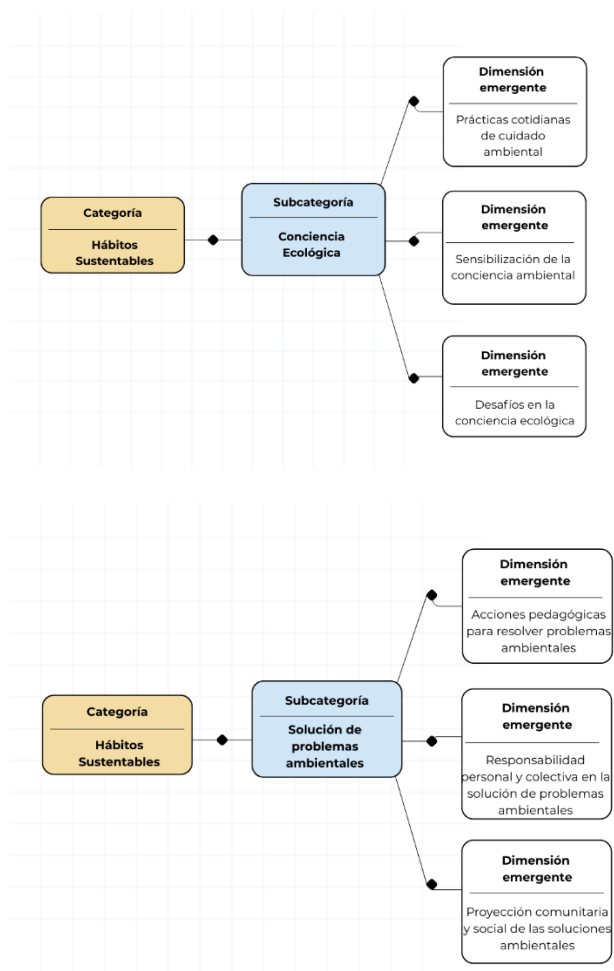 Dimensión
emergente
Prácticas cotidianas
de cuidado
ambiental
Categoría
Hábitos
Sustentables
Subcategoría
Conciencia
Ecológica
Dimensión
emergente
Sensibilización de la
conciencia ambiental
Dimensión
emergente
Desafíos en la
conciencia ecológica
Dimensión
emergente
Acciones pedagógicas
para resolver problemas
ambientales
Categoría
Hábitos
Sustentables
Subcategoría
Solución de
problemas
ambientales
Dimensión
emergente
Responsabilidad
personal y colectiva en la
solución de problemas
ambientales
Dimensión
emergente
Proyección comunitaria
y social de las soluciones
ambientales